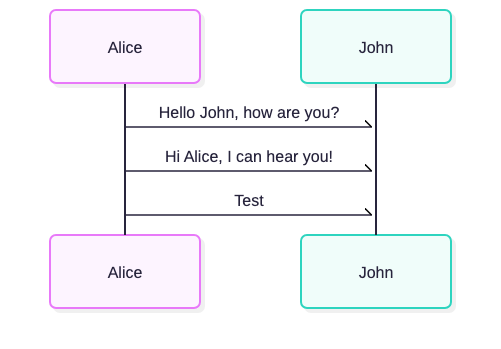 Alice
John
Hello John, how are you?
Hi Alice, I can hear you!
Test
Alice
John